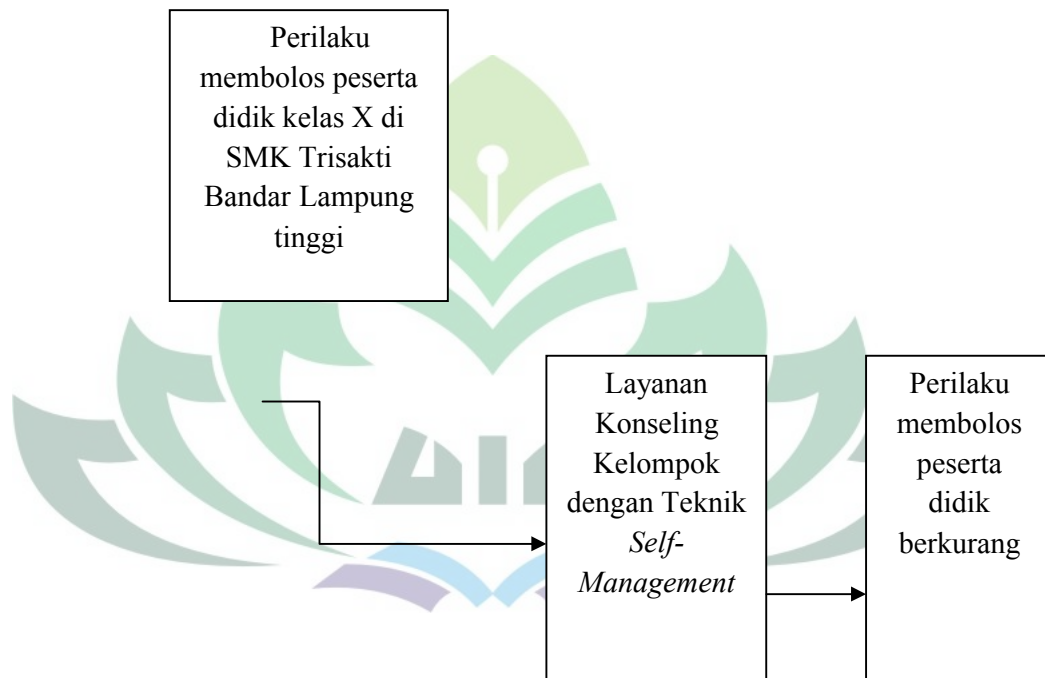 Perilaku
membolos peserta
didik kelas X di
SMK Trisakti
Bandar Lampung
tinggi
Layanan
Konseling
Kelompok
dengan Teknik
Self-
Management
Perilaku
membolos
peserta
didik
berkurang